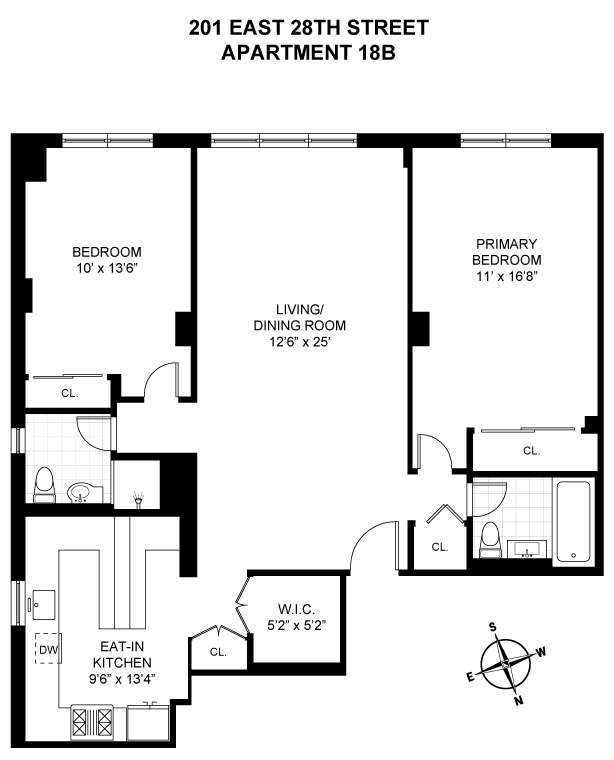 201 EAST 28TH STREET
APARTMENT 18B
BEDROOM
10' x 13'6"
PRIMARY
BEDROOM
11' x 16'8"
LIVING/
DINING ROOM
12'6" x 25'
CL.
CL.
CL.
W.I.C.
5'2" x 5'2"
CL.
DW
EAT-IN
KITCHEN
9'6" x 13'4"
S
W
E
N